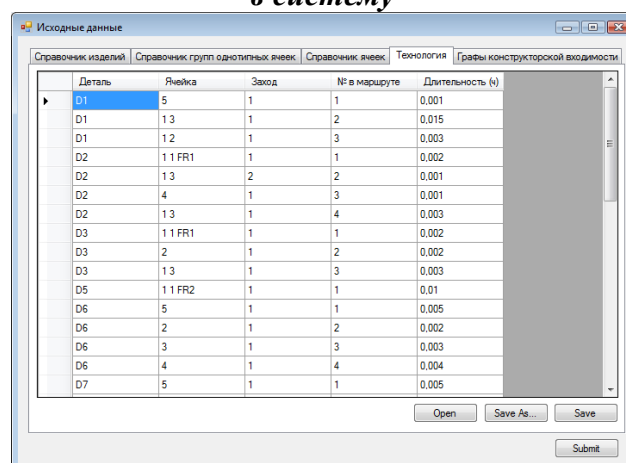 в систему
Исходные данные
Справочник изделий Справочник групп однотипных ячеек Справочник ячеек Технология Графы конструкторской входимости
Деталь Ячейка Заход № в маршруте Длительность (ч)
D1 5 1 1 0,001
D1 1 3 1 2 0,015
D1 1 2 1 3 0,003
D2 1 1 FR1 1 1 0,002
D2 1 3 2 2 0,001
D2 4 1 3 0,001
D2 1 3 1 4 0,003
D3 1 1 FR1 1 1 0,002
D3 2 1 2 0,002
D3 1 3 1 3 0,003
D5 1 1 FR2 1 1 0,01
D6 5 1 1 0,005
D6 2 1 2 0,002
D6 3 1 3 0,003
D6 4 1 4 0,004
D7 5 1 1 0,005
Open Save As... Save
Submit